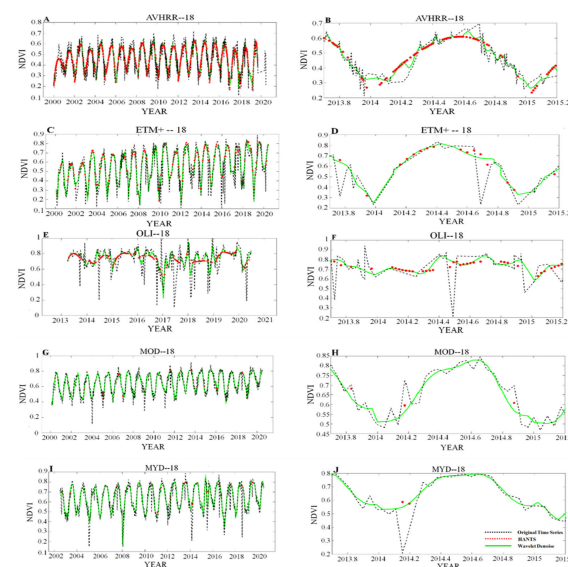 A AVHRR--18
NDVI
0.7
0.6
0.5
0.4
0.3
0.2
0.1
2000 2002 2004 2006 2008 2010 2012 2014 2016 2018 2020
YEAR
B AVHRR--18
NDVI
0.7
0.6
0.5
0.4
0.3
0.2
2013.8 2014 2014.2 2014.4 2014.6 2014.8 2015 2015.2
YEAR
C ETM+ -- 18
NDVI
0.9
0.8
0.7
0.6
0.5
0.4
0.3
0.2
0.1
2000 2002 2004 2006 2008 2010 2012 2014 2016 2018 2020
YEAR
D ETM+ -- 18
NDVI
0.9
0.8
0.7
0.6
0.5
0.4
0.3
0.2
2013.8 2014 2014.2 2014.4 2014.6 2014.8 2015 2015.2
YEAR
E OLI--18
NDVI
1
0.8
0.6
0.4
0.2
0
2013 2014 2015 2016 2017 2018 2019 2020 2021
YEAR
F OLI--18
NDVI
1
0.9
0.8
0.7
0.6
0.5
0.4
2013.8 2014 2014.2 2014.4 2014.6 2014.8 2015 2015.2
YEAR
G MOD--18
NDVI
1
0.8
0.6
0.4
0.2
0
2000 2002 2004 2006 2008 2010 2012 2014 2016 2018 2020
YEAR
H MOD--18
NDVI
0.85
0.8
0.75
0.7
0.65
0.6
0.55
0.5
0.45
2013.8 2014 2014.2 2014.4 2014.6 2014.8 2015 2015.
YEAR
I MYD--18
NDVI
0.9
0.8
0.7
0.6
0.5
0.4
0.3
0.2
0.1
2002 2004 2006 2008 2010 2012 2014 2016 2018 2020
YEAR
J MYD--18
NDVI
0.8
0.7
0.6
0.5
0.4
0.3
0.2
2013.8 2014 2014.2 2014.4 2014.6 2014.8 2015 2015.
YEAR
Original Time Series
HANTS
Wavelet Denoise